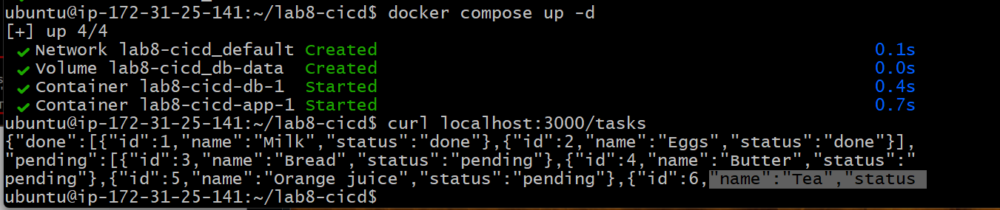 ubuntu@ip-172-31-25-141:~/lab8-cicd$ docker compose up -d
[+] up 4/4
✓ Network lab8-cicd_default Created 0.1s
✓ Volume lab8-cicd_db-data Created 0.0s
✓ Container lab8-cicd-db-1 Started 0.4s
✓ Container lab8-cicd-app-1 Started 0.7s
ubuntu@ip-172-31-25-141:~/lab8-cicd$ curl localhost:3000/tasks
{"done":[{"id":1,"name":"Milk","status":"done"},{"id":2,"name":"Eggs","status":"done"}],
"pending":[{"id":3,"name":"Bread","status":"pending"},{"id":4,"name":"Butter","status":"
pending"},{"id":5,"name":"Orange juice","status":"pending"},{"id":6,"name":"Tea","status
ubuntu@ip-172-31-25-141:~/lab8-cicd$